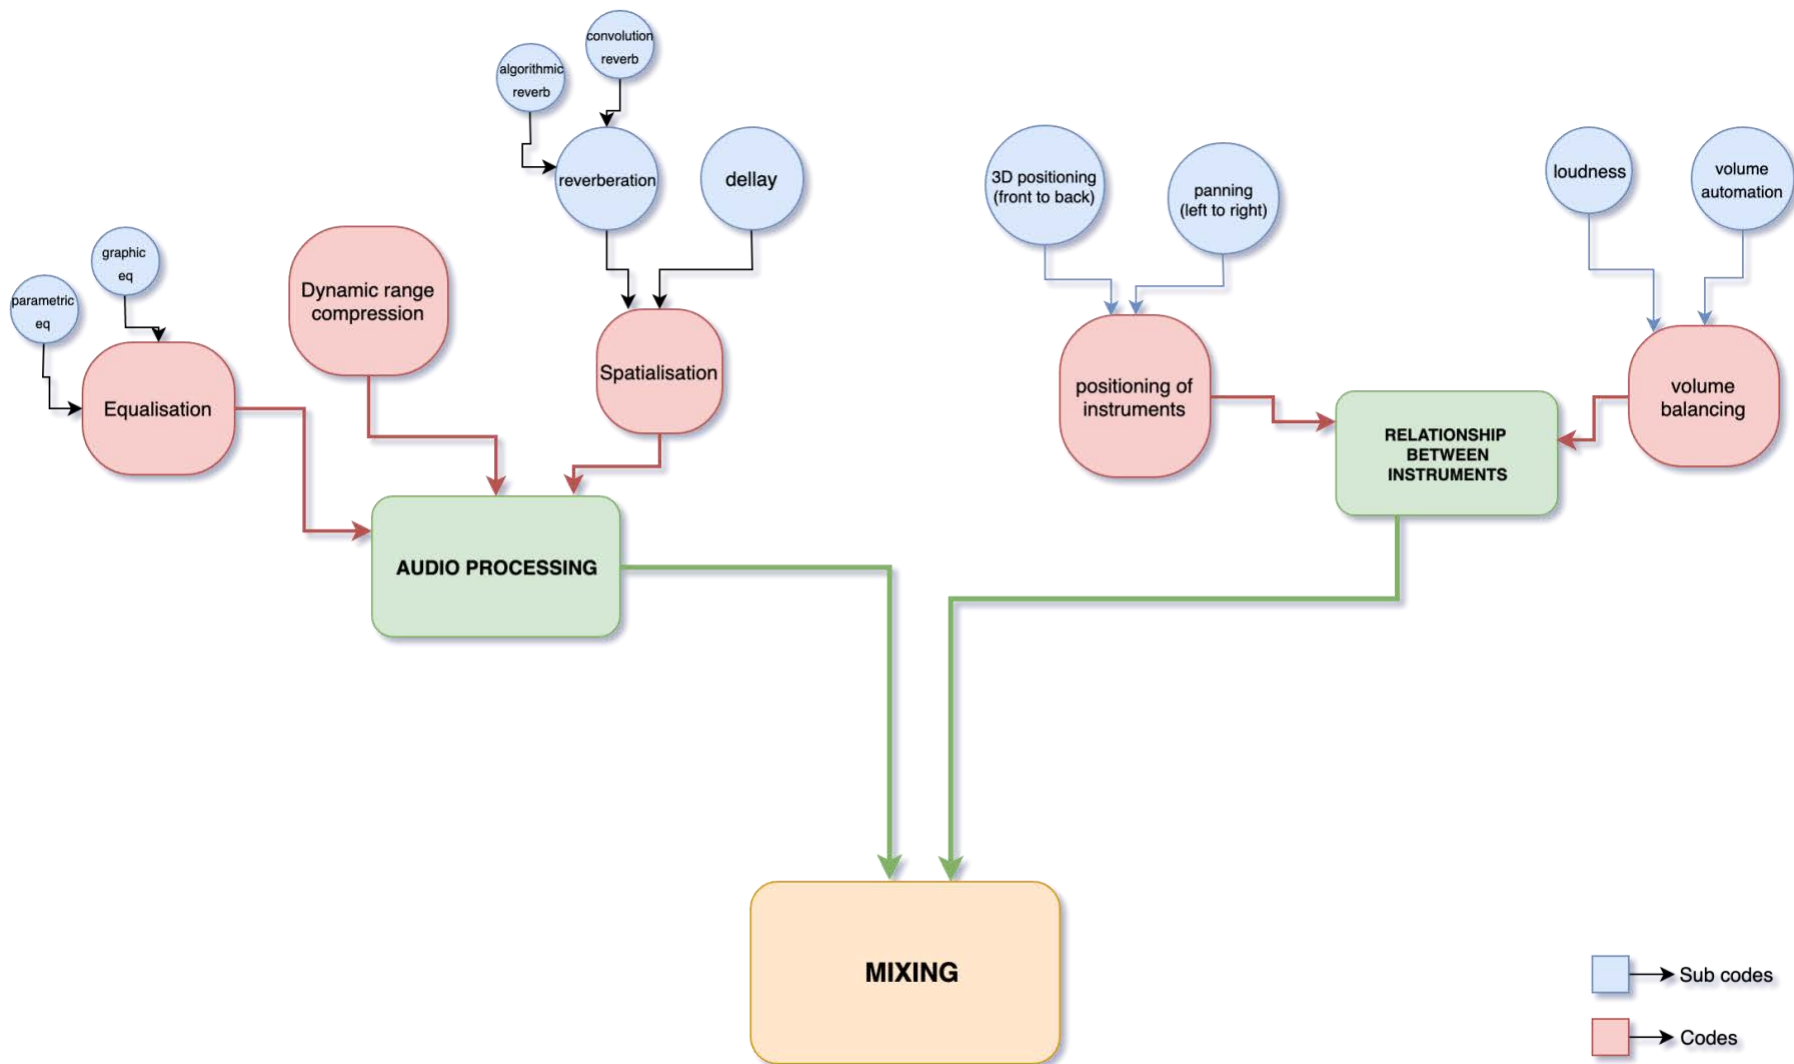 convolution
reverb
algorithmic
reverb
reverberation
dellay
3D positioning
(front to back)
panning
(left to right)
loudness
volume
automation
graphic
eq
parametric
eq
Dynamic range
compression
Equalisation
Spatialisation
positioning of
instruments
volume
balancing
RELATIONSHIP
BETWEEN
INSTRUMENTS
AUDIO PROCESSING
MIXING
Sub codes
Codes